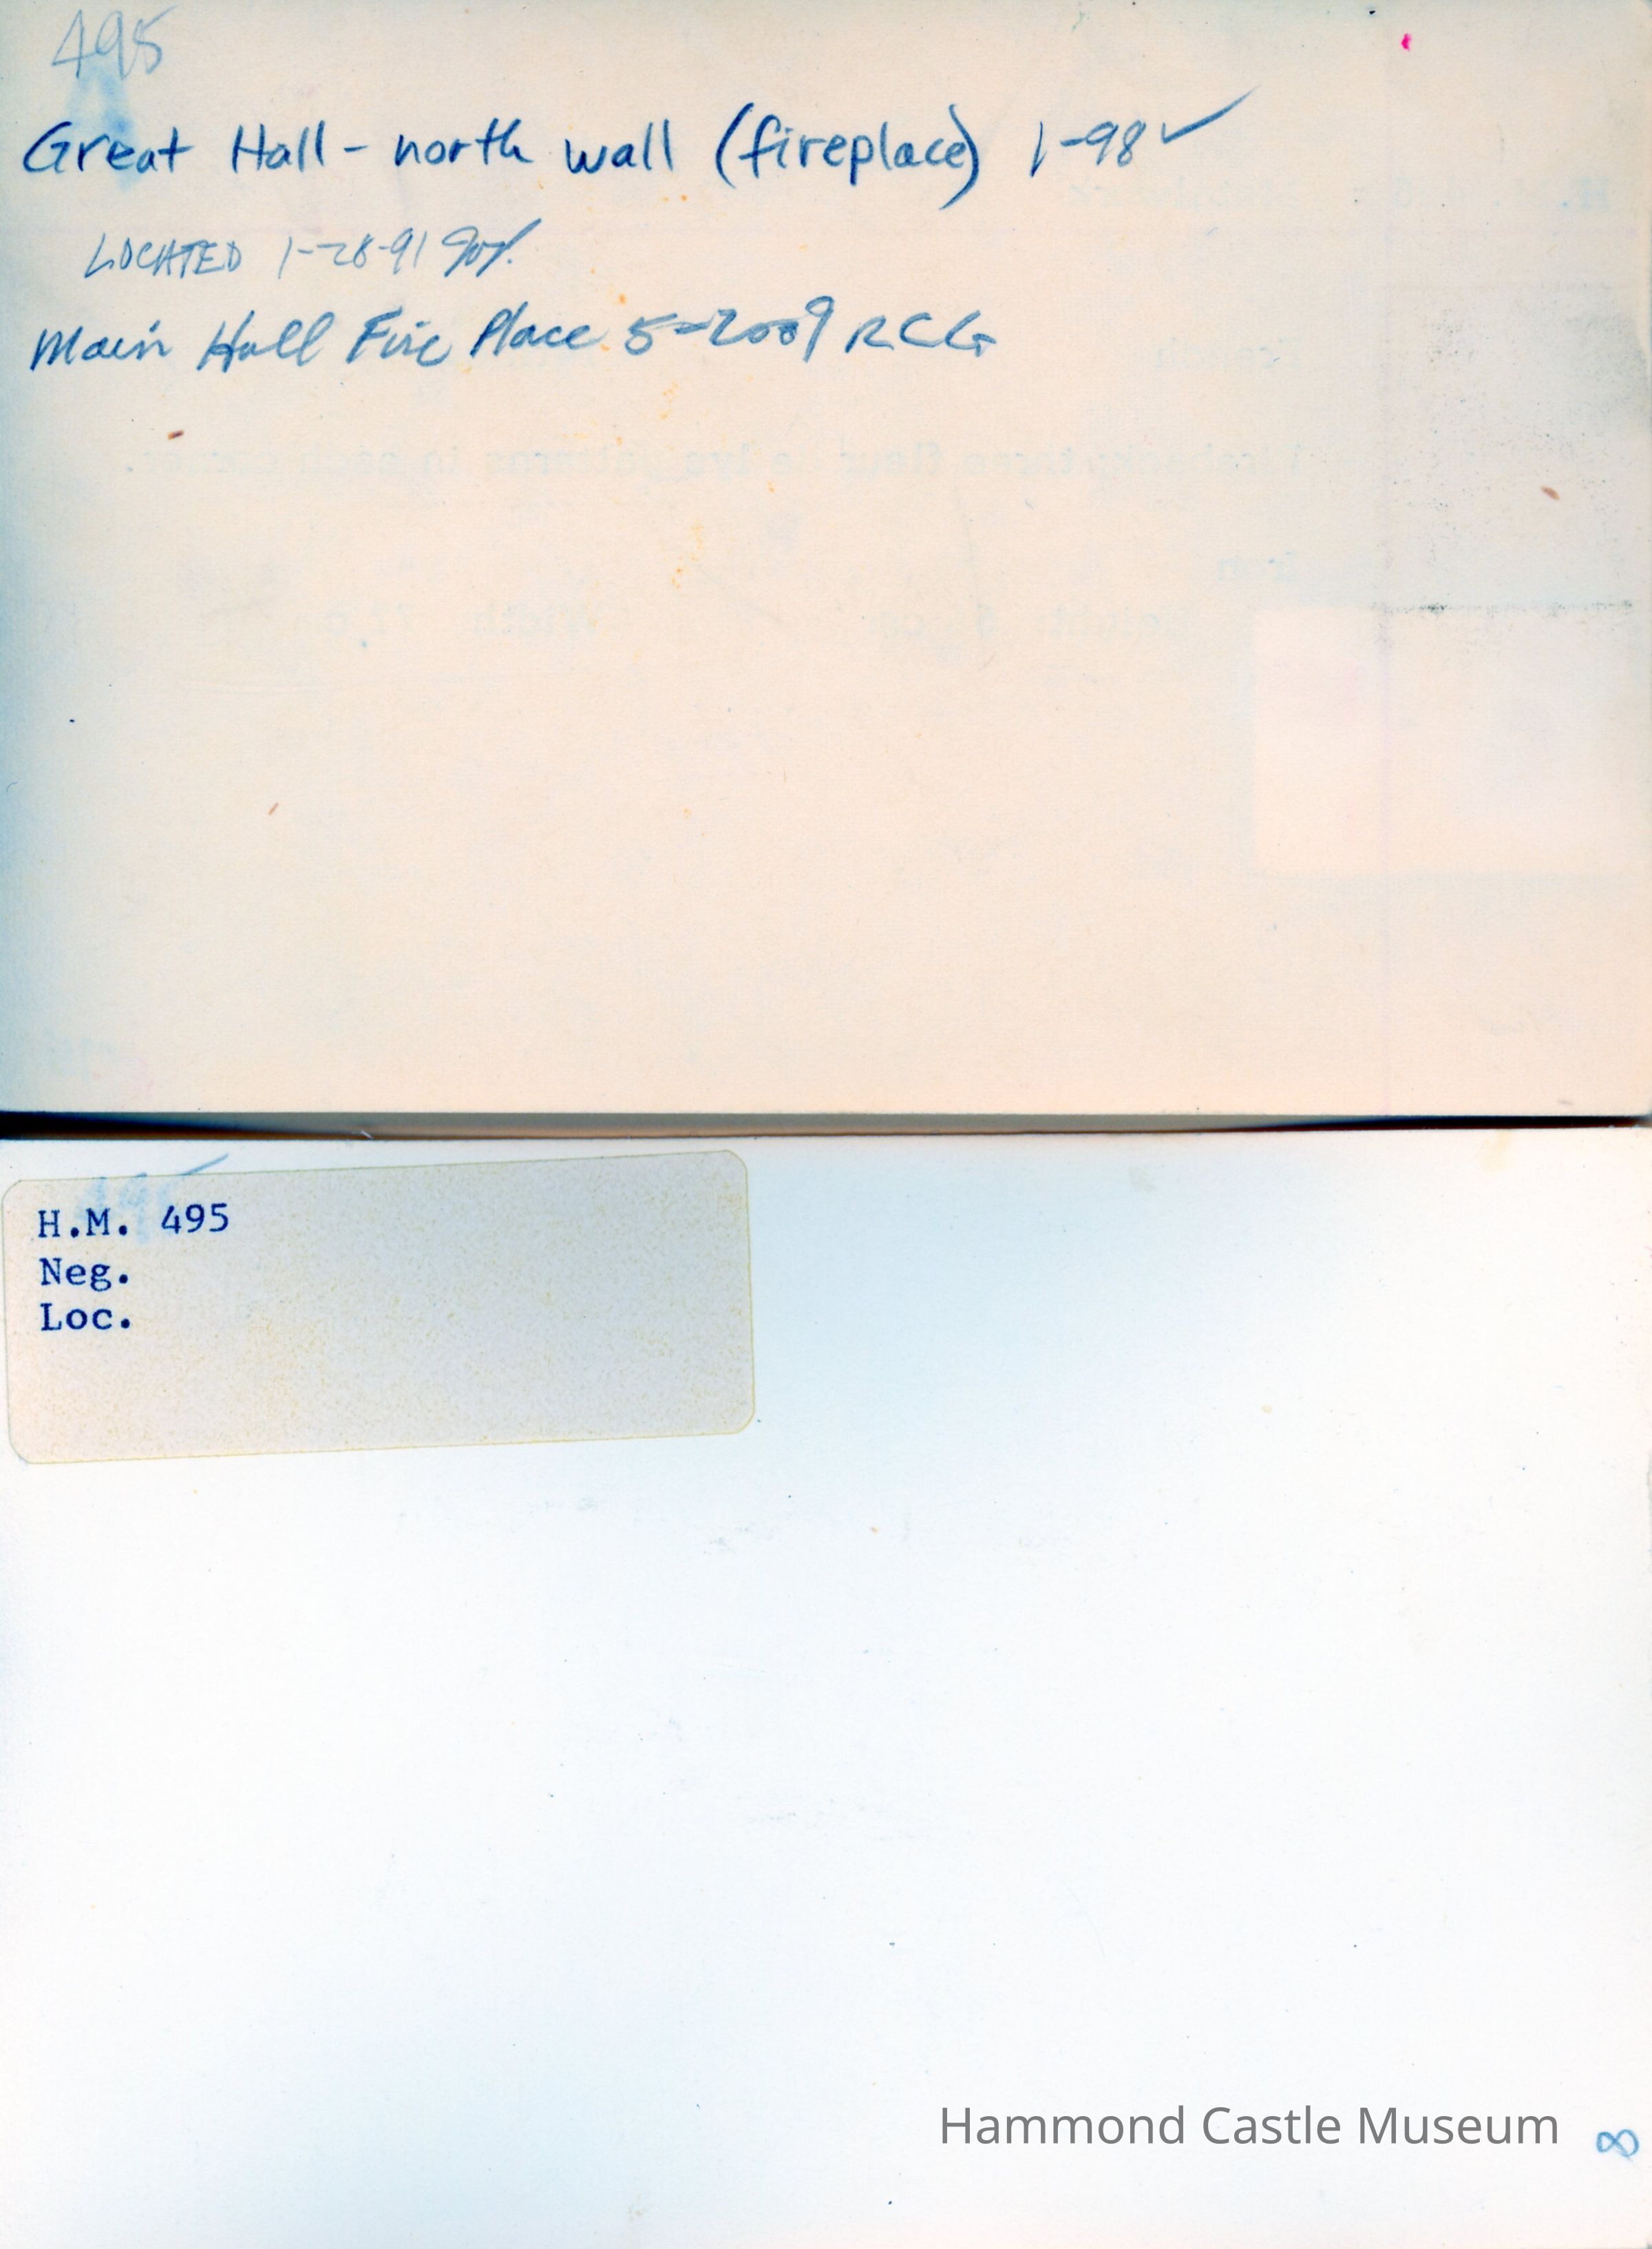 495
Great Hall - north wall (fireplace) 1-98 ✓
LOCATED 1-28-91
Main Hall Fire Place 5-2009 RCG
H.M. 495
Neg.
Loc.
Hammond Castle Museum
8